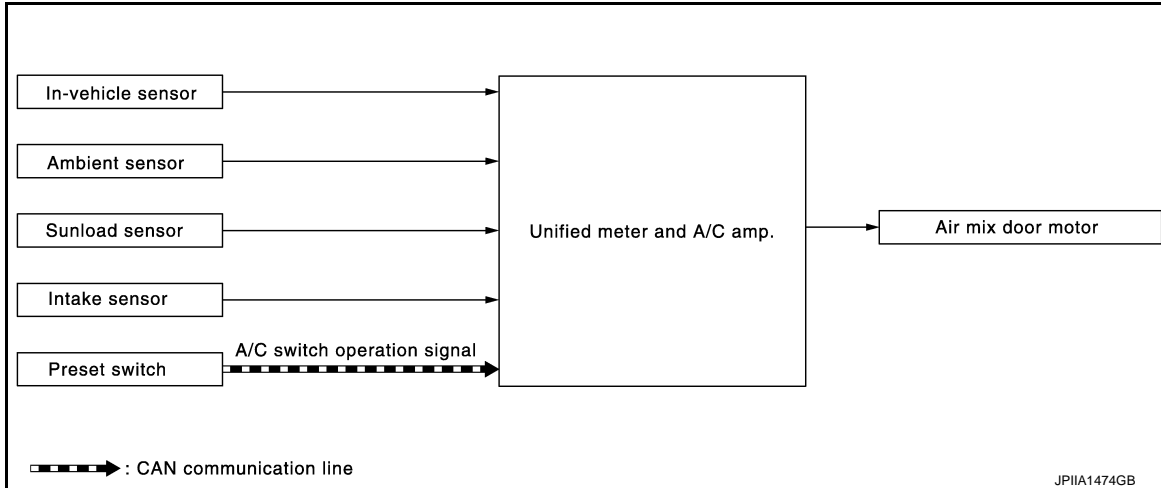 In-vehicle sensor
Ambient sensor
Sunload sensor
Intake sensor
Preset switch
A/C switch operation signal
Unified meter and A/C amp.
Air mix door motor
: CAN communication line
JPIIA1474GB